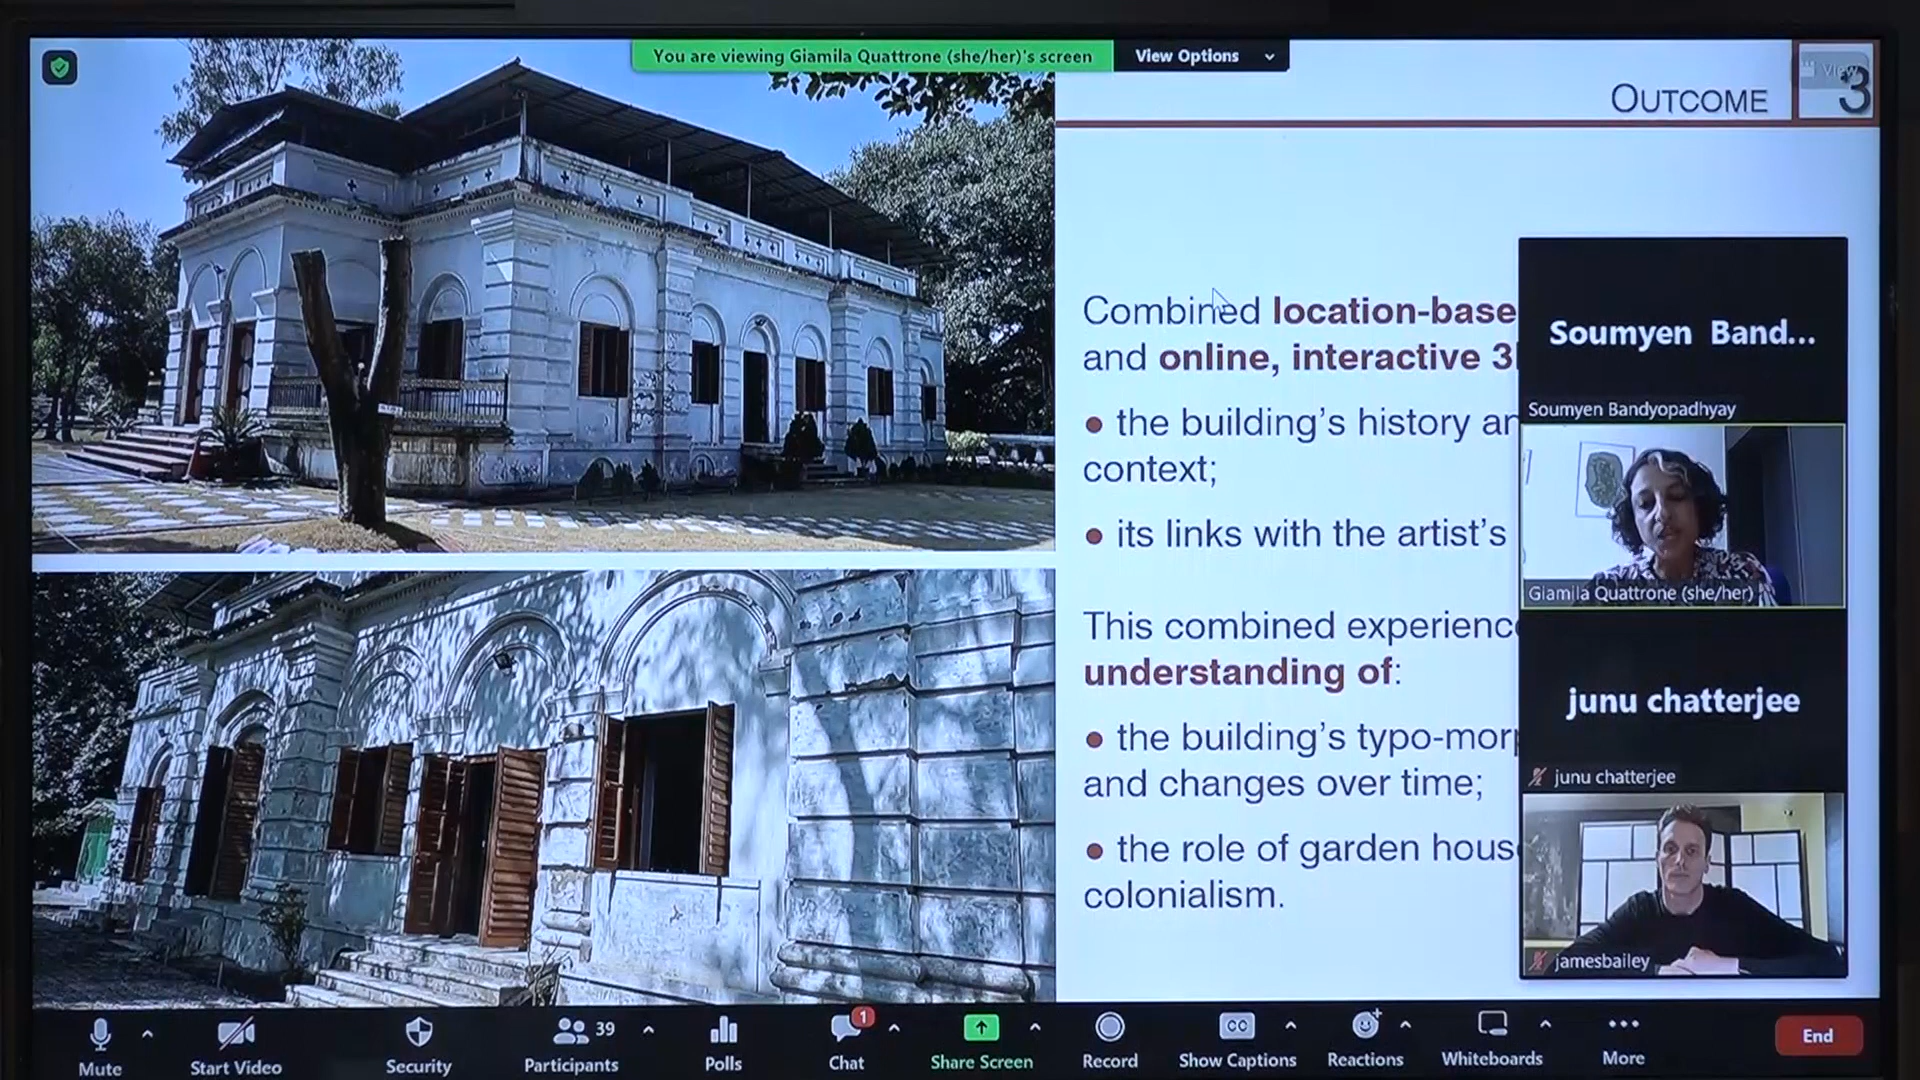 You are viewing Giamila Quattrone (she/her)'s screen
View Options
View
OUTCOME
3
Combined location-base
and online, interactive 3
the building's history an
context;
its links with the artist's
This combined experienc
understanding of:
the building's typo-morp
and changes over time;
the role of garden hous
colonialism.
Soumyen Band...
Soumyen Bandyopadhyay
Giamila Quattrone (she/her)
junu chatterjee
junu chatterjee
jamesbailey
Mute
Start Video
Security
39
Participants
Polls
1
Chat
Share Screen
Record
CC
Show Captions
Reactions
Whiteboards
More
End